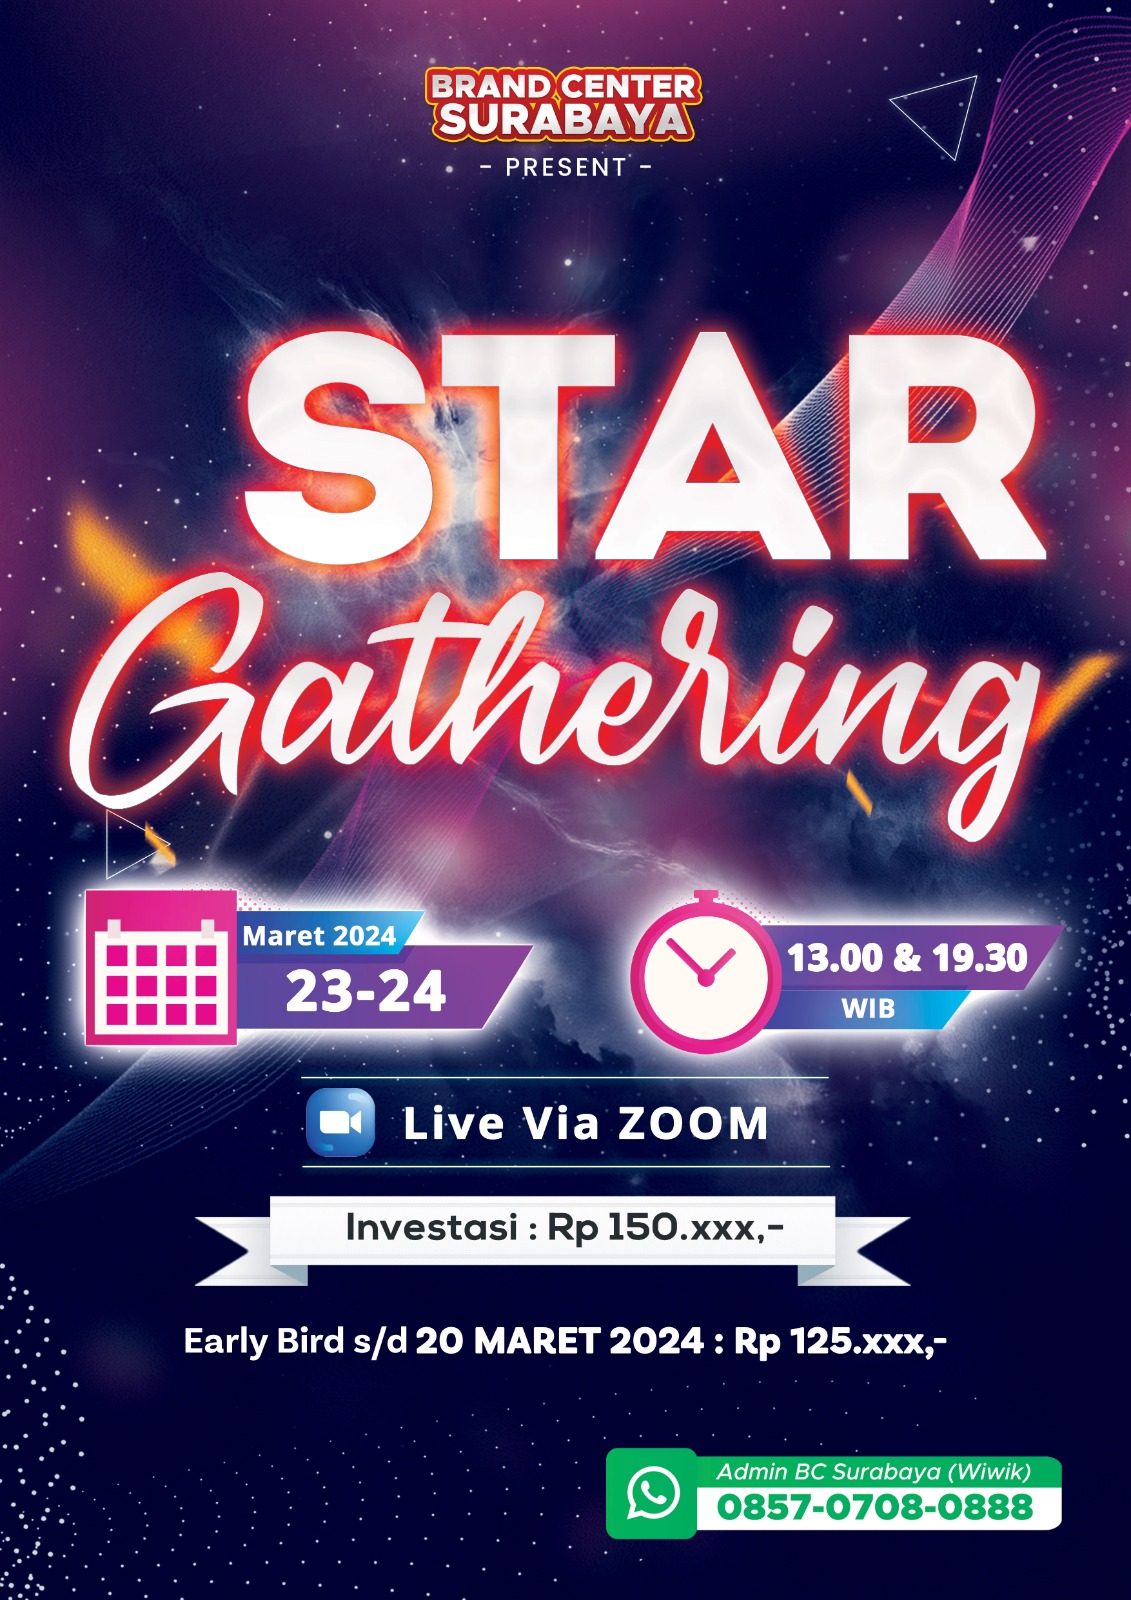 BRAND CENTER
SURABAYA
- PRESENT -
STAR
Gathering
Maret 2024
23-24
13.00 & 19.30
WIB
Live Via ZOOM
Investasi : Rp 150.xxx,-
Early Bird s/d 20 MARET 2024 : Rp 125.xxx,-
Admin BC Surabaya (Wiwik)
0857-0708-0888